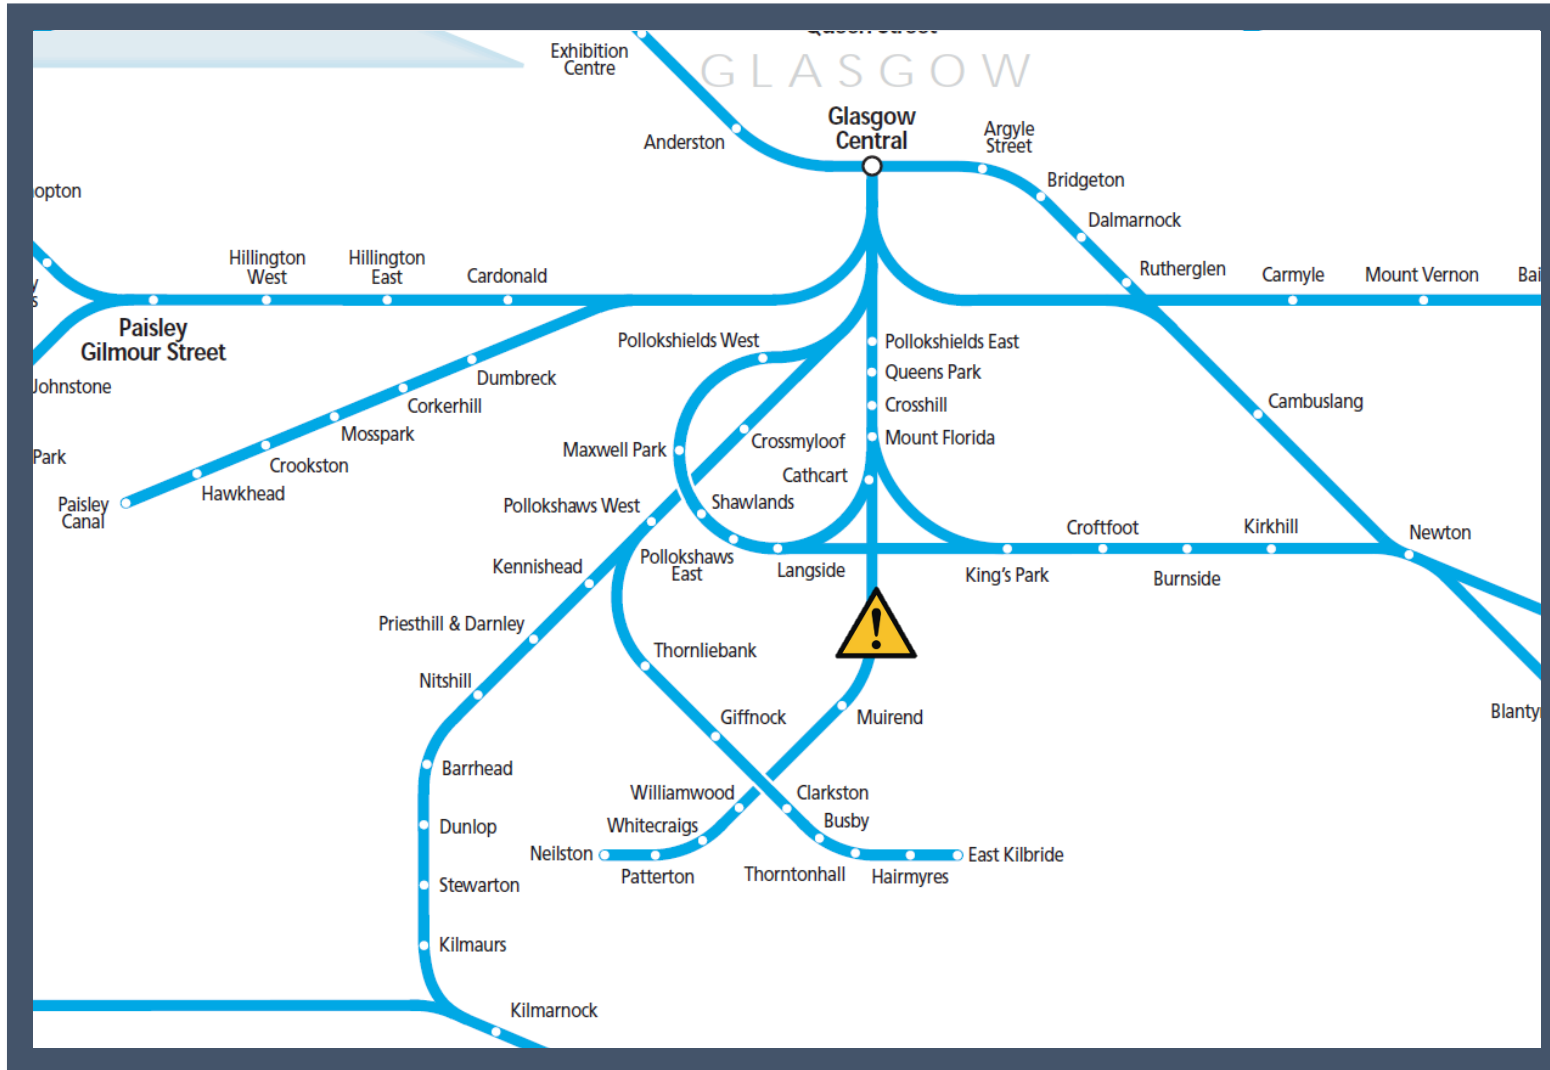 Exhibition
Centre
GLASGOW
Anderston
Glasgow
Central
Argyle
Street
Bridgeton
Dalmarnock
Rutherglen
Carmyle
Mount Vernon
Bai
opton
Hillington
West
Hillington
East
Cardonald
Paisley
Gilmour Street
Johnstone
Park
Pollokshields West
Pollokshields East
Queens Park
Crosshill
Mount Florida
Cathcart
Dumbreck
Corkerhill
Mosspark
Crookston
Hawkhead
Paisley
Canal
Maxwell Park
Crossmyloof
Cambuslang
Pollokshaws West
Shawlands
Pollokshaws
East
Langside
King's Park
Croftfoot
Burnside
Kirkhill
Newton
Kennishead
Priesthill & Darnley
Nitshill
Thornliebank
Giffnock
Muirend
!
Blanty
Barrhead
Williamwood
Clarkston
Whitecraigs
Busby
Dunlop
Neilston
Patterton
Thorntonhall
Hairmyres
East Kilbride
Stewarton
Kilmaurs
Kilmarnock